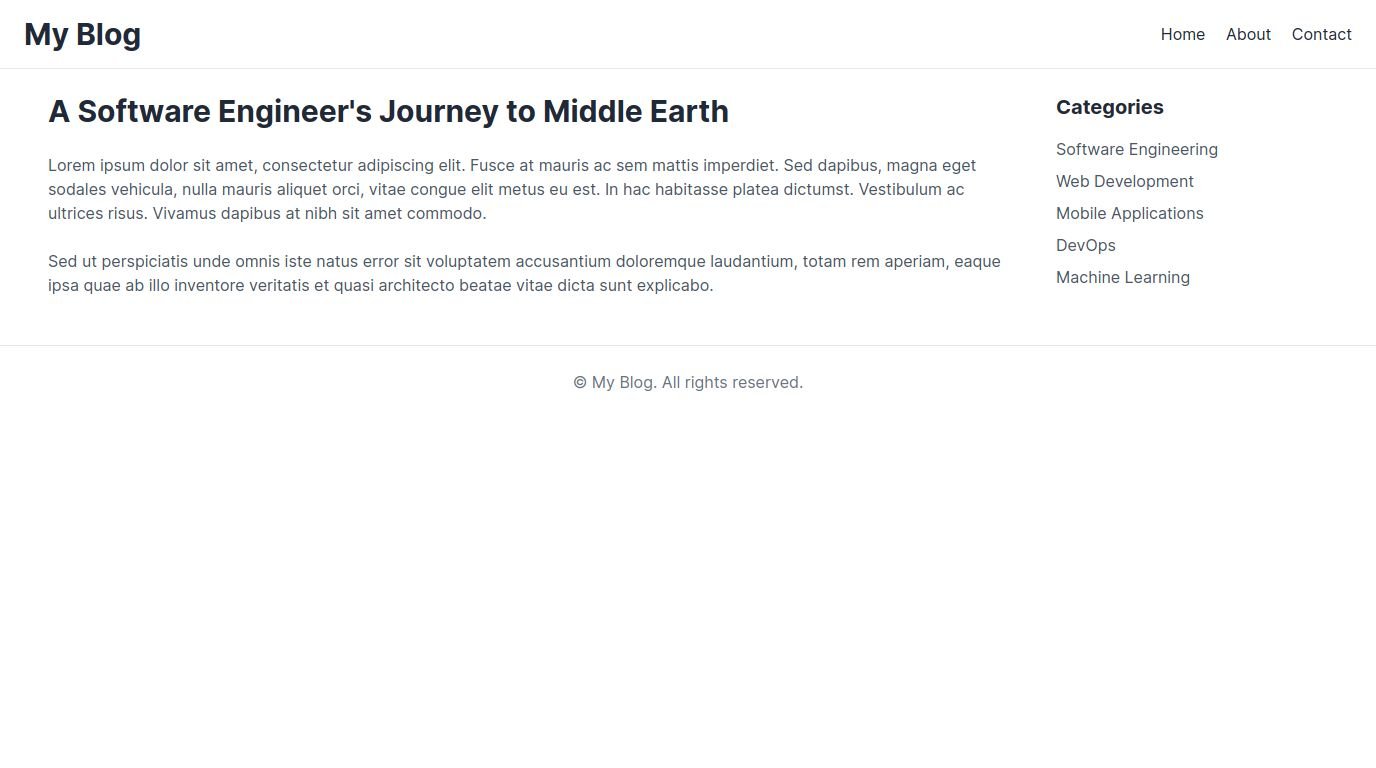 My Blog
Home About Contact
A Software Engineer's Journey to Middle Earth
Lorem ipsum dolor sit amet, consectetur adipiscing elit. Fusce at mauris ac sem mattis imperdiet. Sed dapibus, magna eget
sodales vehicula, nulla mauris aliquet orci, vitae congue elit metus eu est. In hac habitasse platea dictumst. Vestibulum ac
ultrices risus. Vivamus dapibus at nibh sit amet commodo.
Sed ut perspiciatis unde omnis iste natus error sit voluptatem accusantium doloremque laudantium, totam rem aperiam, eaque
ipsa quae ab illo inventore veritatis et quasi architecto beatae vitae dicta sunt explicabo.
Categories
Software Engineering
Web Development
Mobile Applications
DevOps
Machine Learning
© My Blog. All rights reserved.